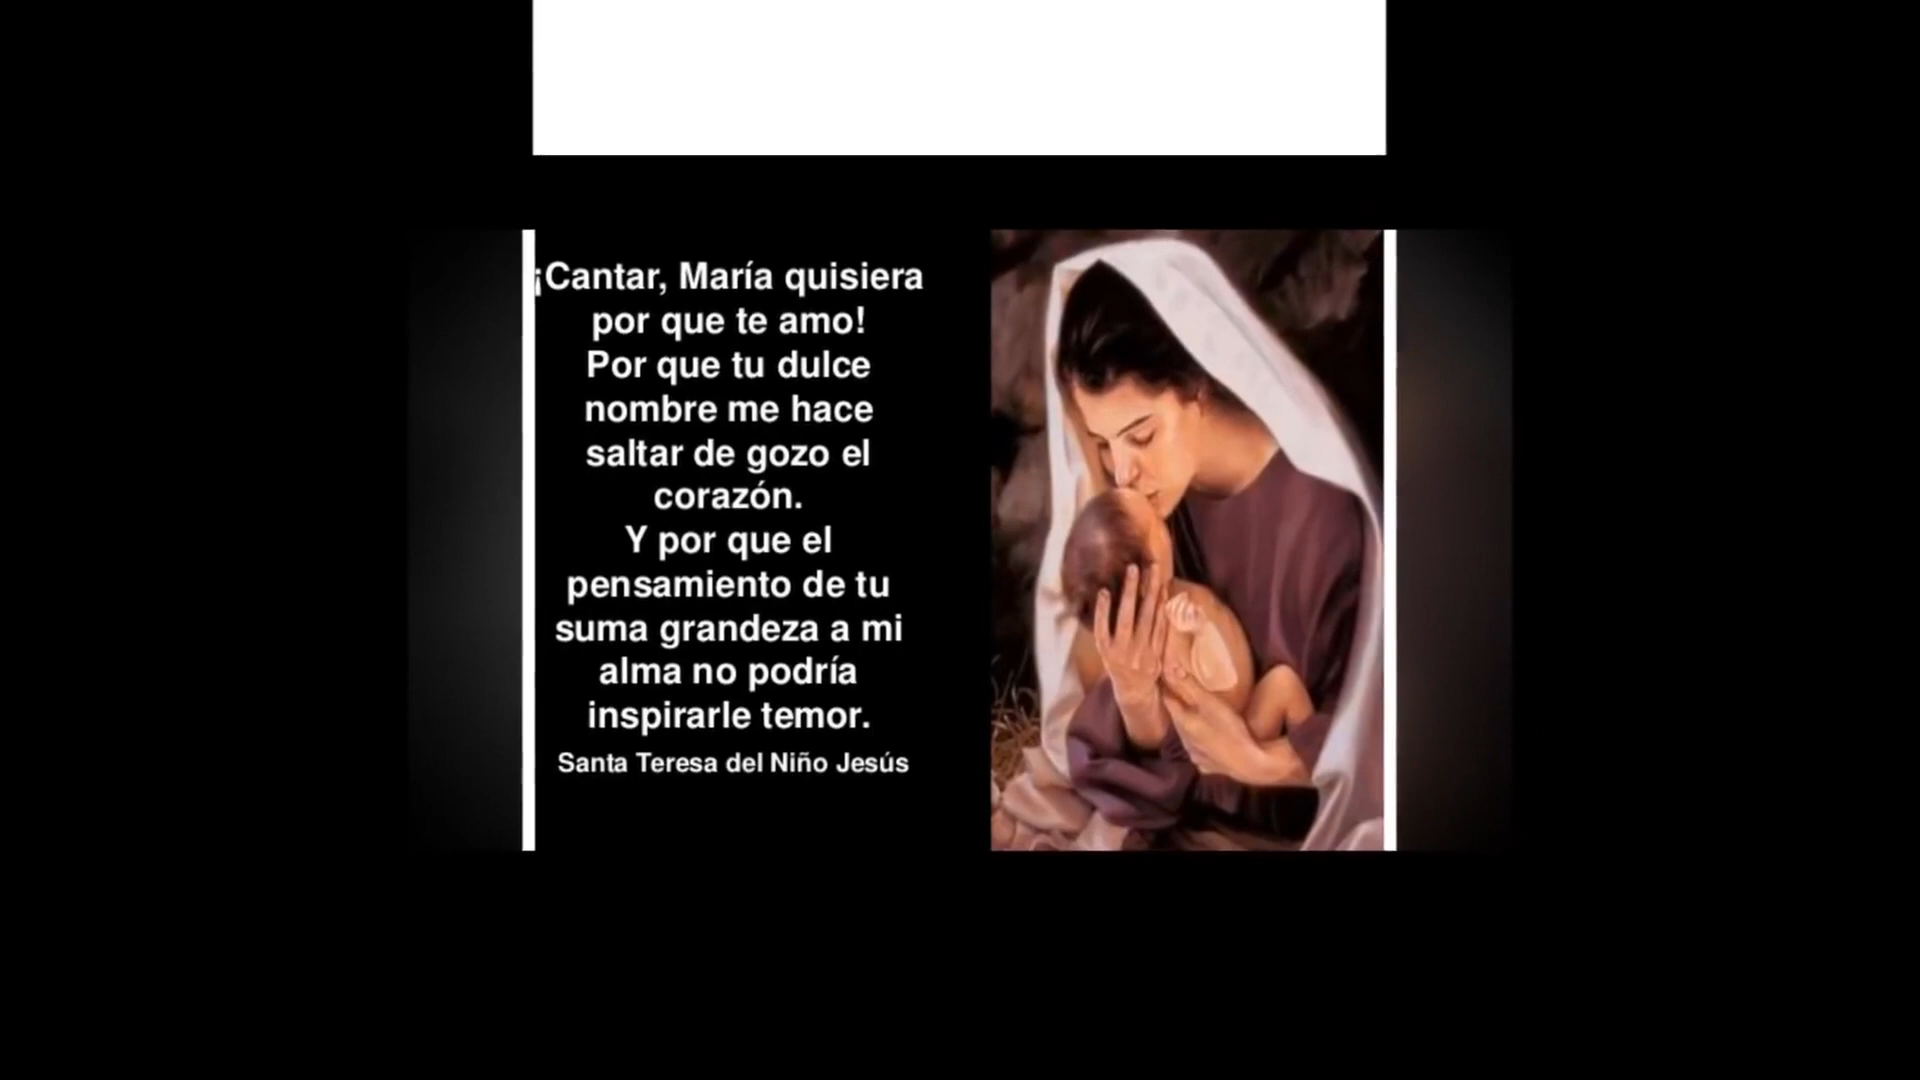 ¡Cantar, María quisiera
por que te amo!
Por que tu dulce
nombre me hace
saltar de gozo el
corazón.
Y por que el
pensamiento de tu
suma grandeza a mi
alma no podría
inspirarle temor.
Santa Teresa del Niño Jesús